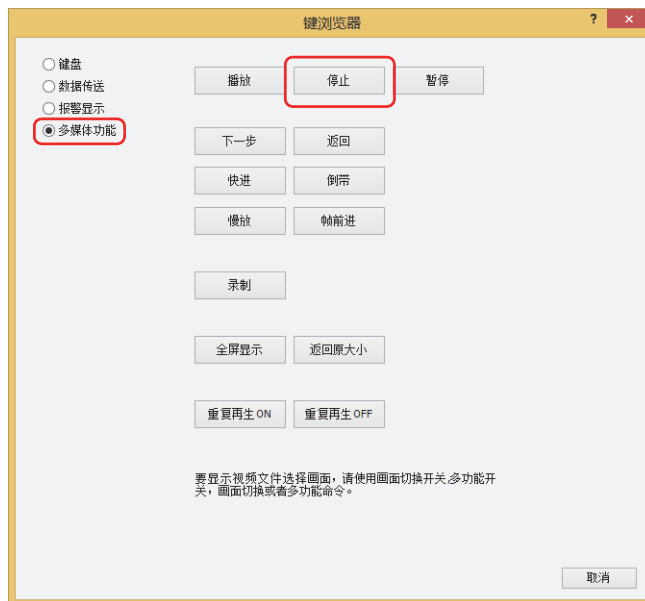 键浏览器
? ×
键盘
数据传送
报警显示
多媒体功能
播放 停止 暂停
下一步 返回
快进 倒带
慢放 帧前进
录制
全屏显示 返回原大小
重复再生 ON 重复再生 OFF
要显示视频文件选择画面，请使用画面切换开关,多功能开
关，画面切换或者多功能命令。
取消